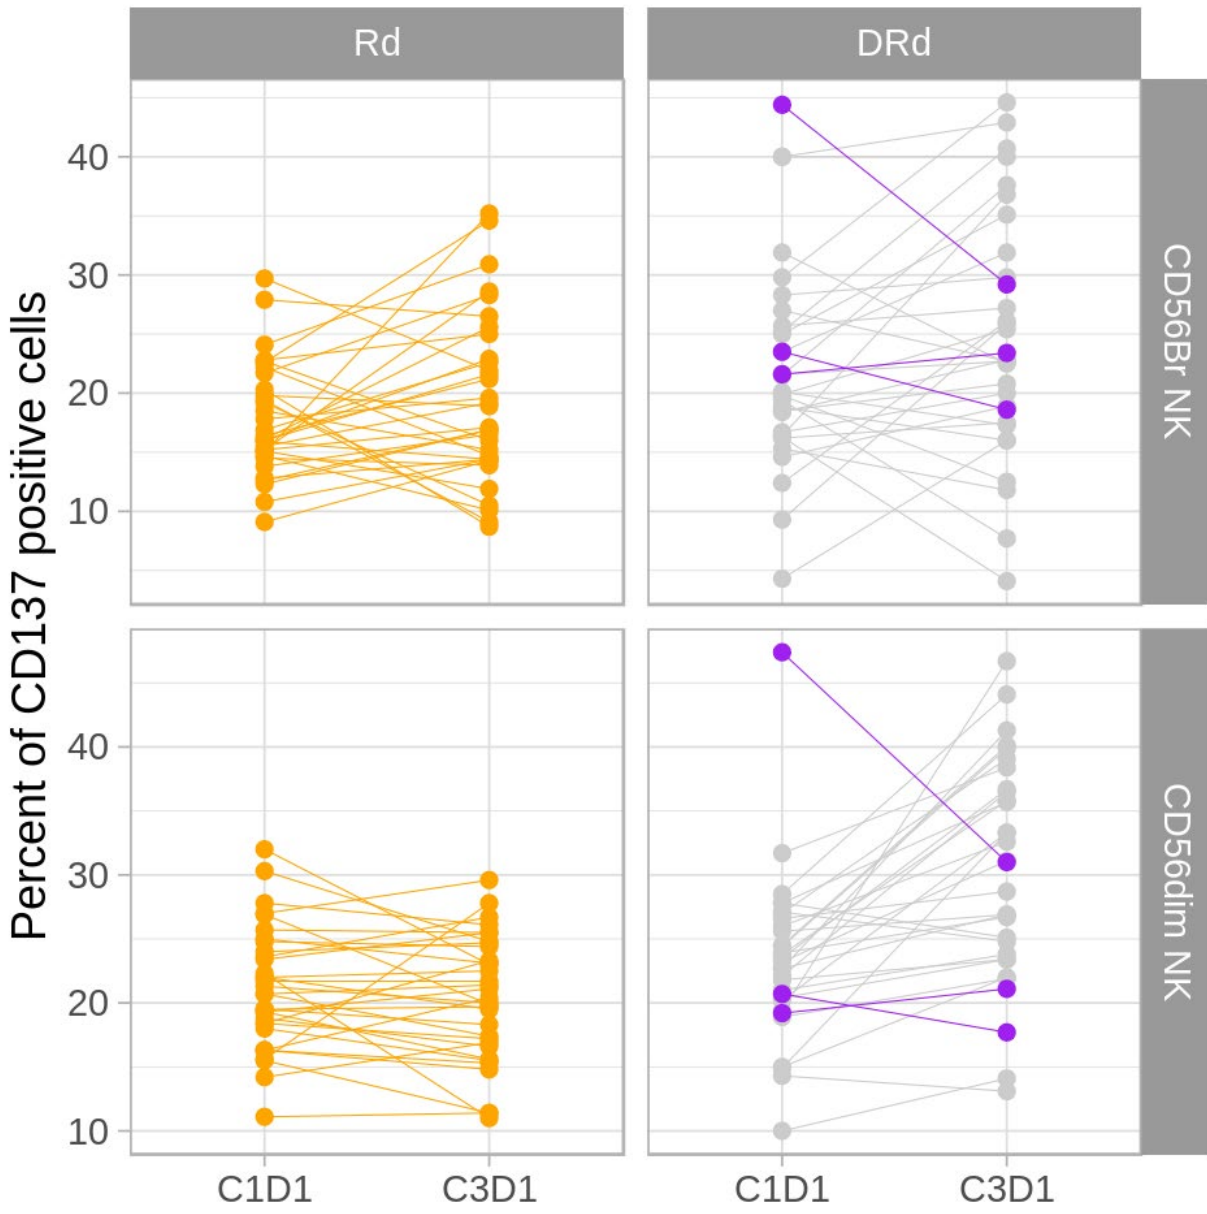 Rd
DRd
Percent of CD137 positive cells
40
30
20
10
CD56Br NK
40
30
20
10
CD56dim NK
C1D1
C3D1
C1D1
C3D1